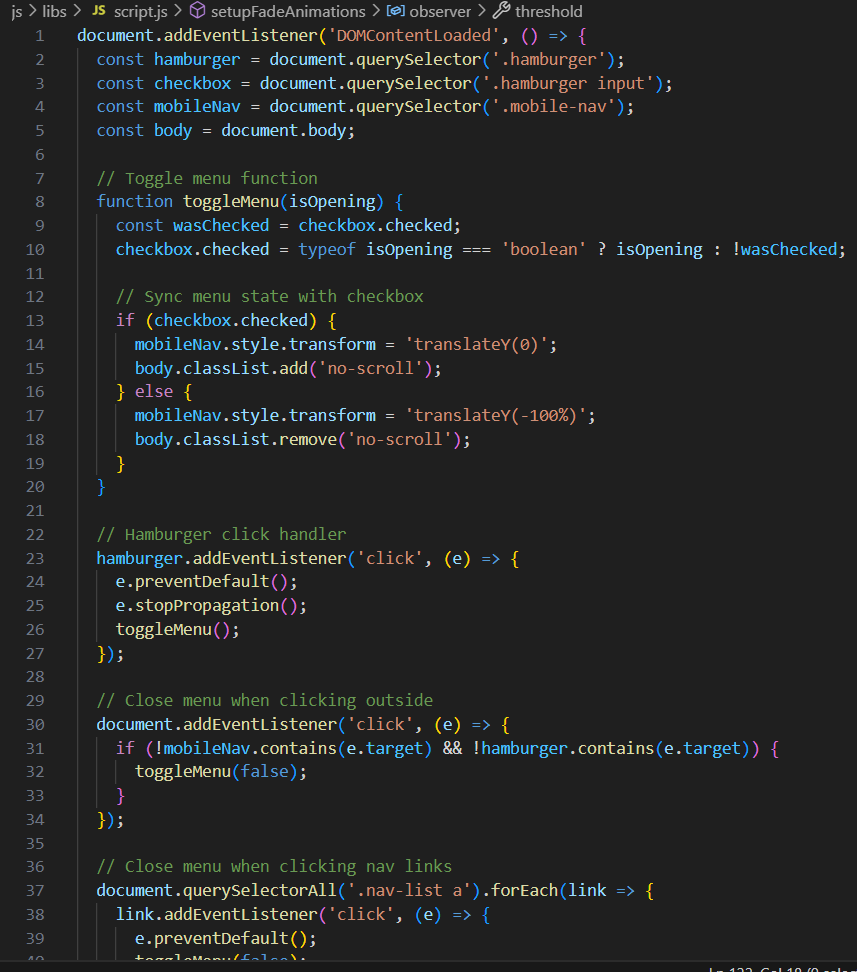 js > libs > JS script.js > setupFadeAnimations > observer > threshold
1 document.addEventListener('DOMContentLoaded', () => {
2   const hamburger = document.querySelector('.hamburger');
3   const checkbox = document.querySelector('.hamburger input');
4   const mobileNav = document.querySelector('.mobile-nav');
5   const body = document.body;
6
7   // Toggle menu function
8   function toggleMenu(isOpening) {
9     const wasChecked = checkbox.checked;
10     checkbox.checked = typeof isOpening === 'boolean' ? isOpening : !wasChecked;
11
12     // Sync menu state with checkbox
13     if (checkbox.checked) {
14       mobileNav.style.transform = 'translateY(0)';
15       body.classList.add('no-scroll');
16     } else {
17       mobileNav.style.transform = 'translateY(-100%)';
18       body.classList.remove('no-scroll');
19     }
20   }
21
22   // Hamburger click handler
23   hamburger.addEventListener('click', (e) => {
24     e.preventDefault();
25     e.stopPropagation();
26     toggleMenu();
27   });
28
29   // Close menu when clicking outside
30   document.addEventListener('click', (e) => {
31     if (!mobileNav.contains(e.target) && !hamburger.contains(e.target)) {
32       toggleMenu(false);
33     }
34   });
35
36   // Close menu when clicking nav links
37   document.querySelectorAll('.nav-list a').forEach(link => {
38     link.addEventListener('click', (e) => {
39       e.preventDefault();
40       toggleMenu(false);